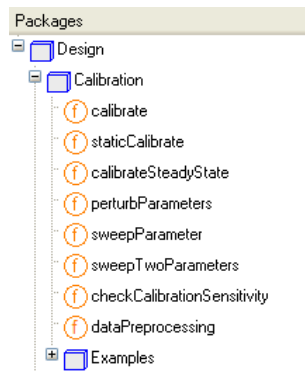 Packages
Design
Calibration
f calibrate
f staticCalibrate
f calibrateSteadyState
f perturbParameters
f sweepParameter
f sweepTwoParameters
f checkCalibrationSensitivity
f dataPreprocessing
Examples